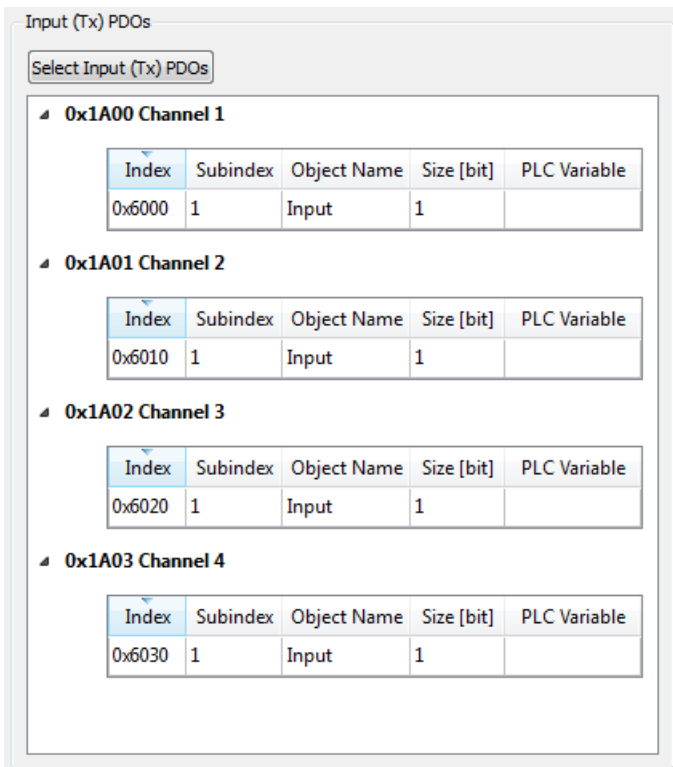 Input (Tx) PDOs
Select Input (Tx) PDOs
0x1A00 Channel 1
Index Subindex Object Name Size [bit] PLC Variable
0x6000 1 Input 1
0x1A01 Channel 2
Index Subindex Object Name Size [bit] PLC Variable
0x6010 1 Input 1
0x1A02 Channel 3
Index Subindex Object Name Size [bit] PLC Variable
0x6020 1 Input 1
0x1A03 Channel 4
Index Subindex Object Name Size [bit] PLC Variable
0x6030 1 Input 1